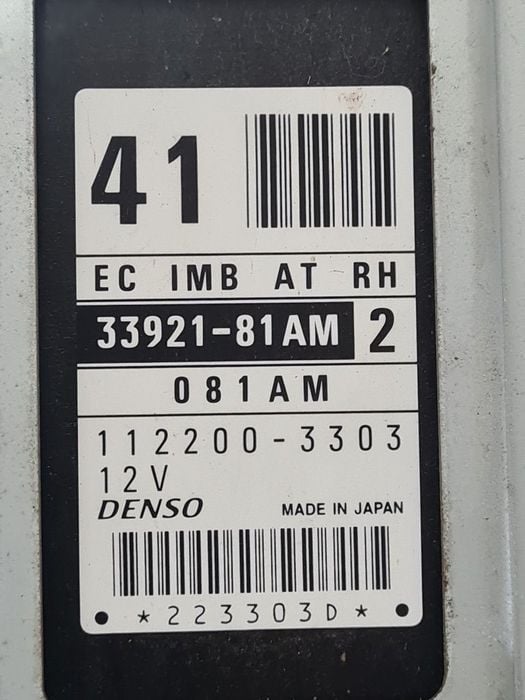 41
EC IMB AT RH
33921-81AM 2
081AM
112200-3303
12V
DENSO MADE IN JAPAN
*223303D*